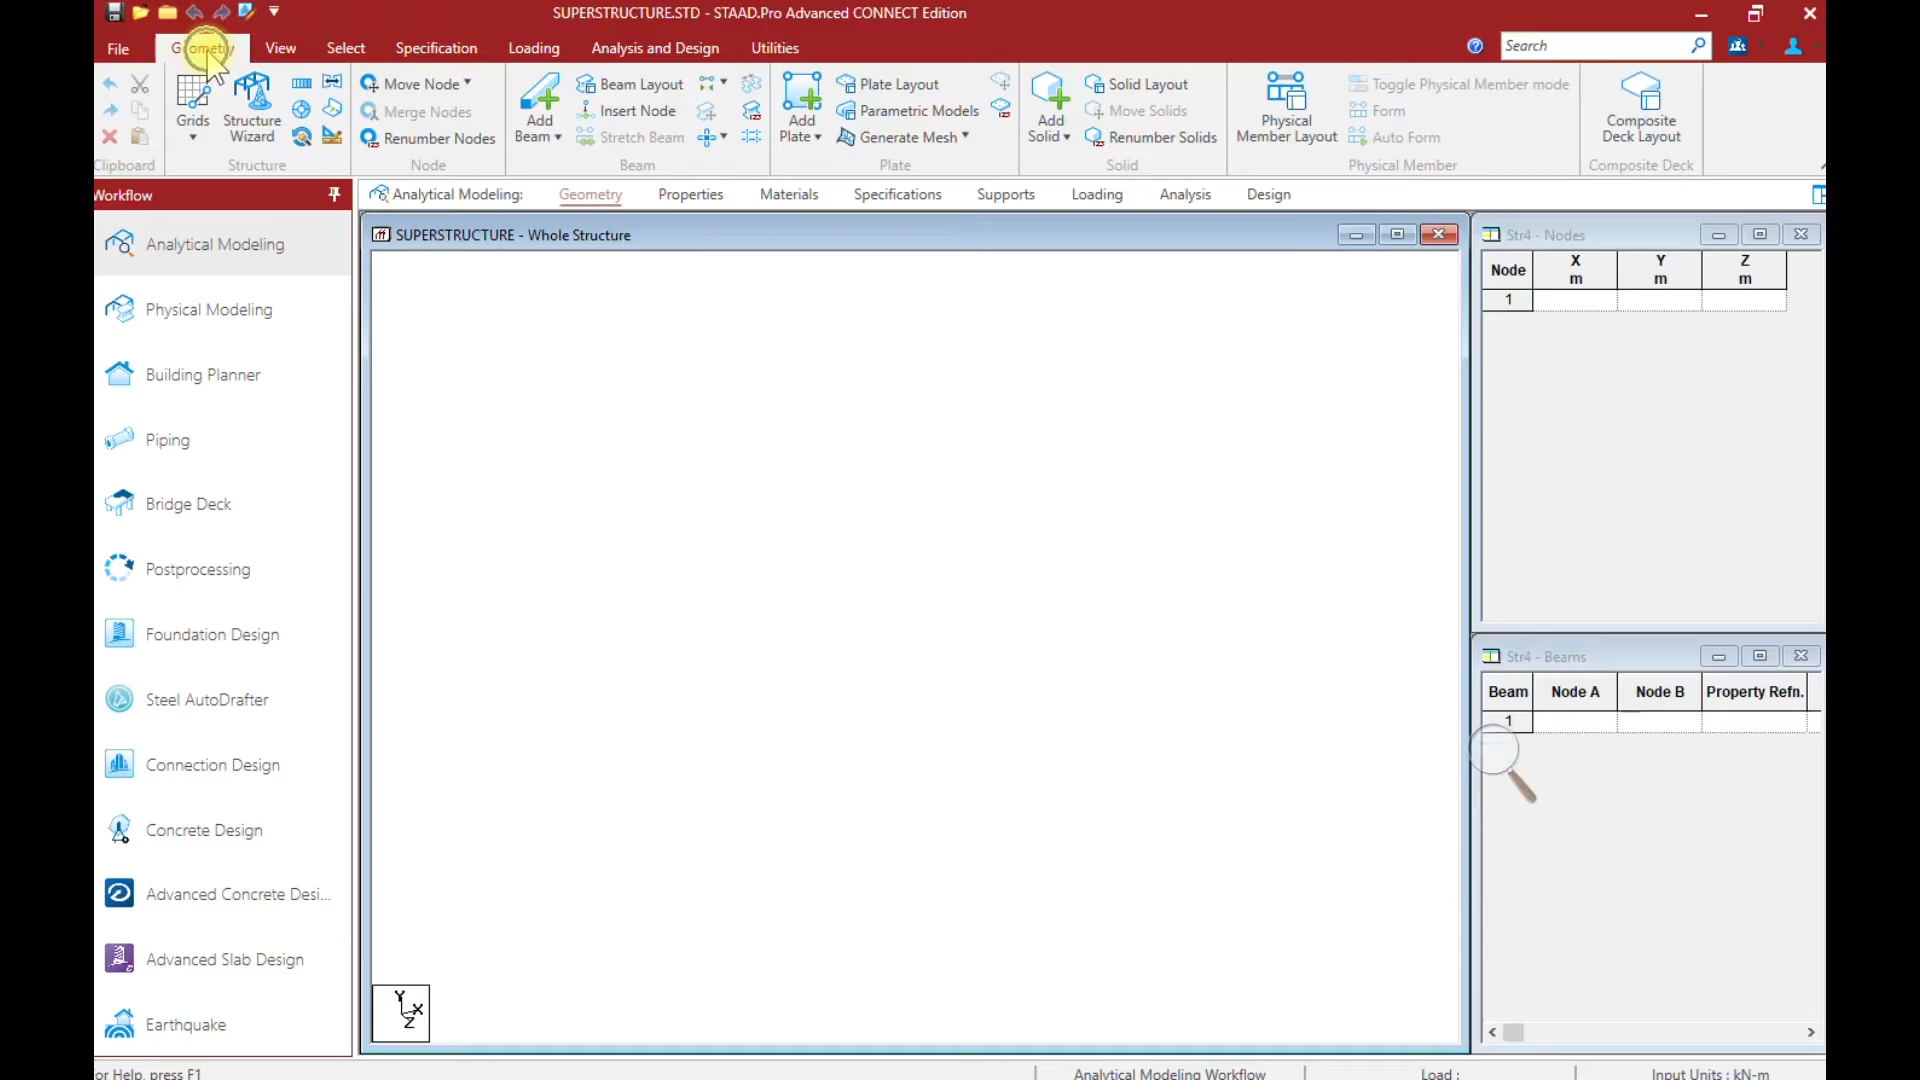 SUPERSTRUCTURE.STD - STAAD.Pro Advanced CONNECT Edition
File Geometry View Select Specification Loading Analysis and Design Utilities Search
Grids
Structure Wizard
Structure
Clipboard
Move Node
Merge Nodes
Renumber Nodes
Node
Add Beam
Beam Layout
Insert Node
Stretch Beam
Beam
Add Plate
Plate Layout
Parametric Models
Generate Mesh
Plate
Add Solid
Solid Layout
Move Solids
Renumber Solids
Solid
Physical Member Layout
Toggle Physical Member mode
Form
Auto Form
Physical Member
Composite Deck Layout
Composite Deck
Workflow
Analytical Modeling: Geometry Properties Materials Specifications Supports Loading Analysis Design
Analytical Modeling
Physical Modeling
Building Planner
Piping
Bridge Deck
Postprocessing
Foundation Design
Steel AutoDrafter
Connection Design
Concrete Design
Advanced Concrete Desi...
Advanced Slab Design
Earthquake
SUPERSTRUCTURE - Whole Structure
Y
X
Z
Str4 - Nodes
Node X m Y m Z m
1
Str4 - Beams
Beam Node A Node B Property Refn.
1
or Help, press F1
Analytical Modeling Workflow
Load :
Input Units : kN-m